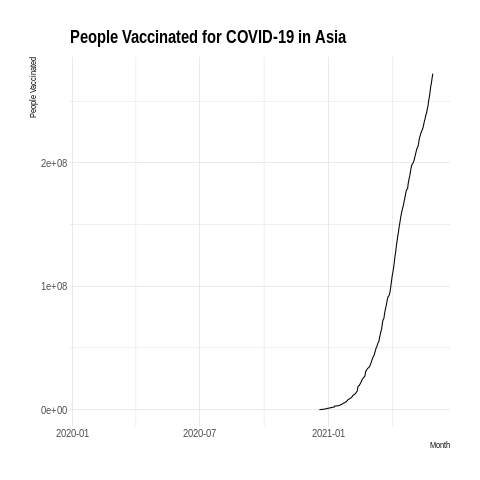 People Vaccinated for COVID-19 in Asia
People Vaccinated
2e+08
1e+08
0e+00
2020-01
2020-07
2021-01
Month